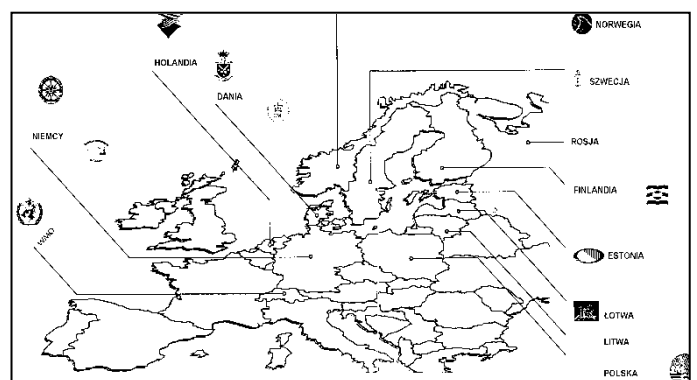 NORWEGIA
HOLANDIA
SZWECJA
DANIA
NIEMCY
ROSJA
FINLANDIA
WMO
ESTONIA
ŁOTWA
LITWA
POLSKA